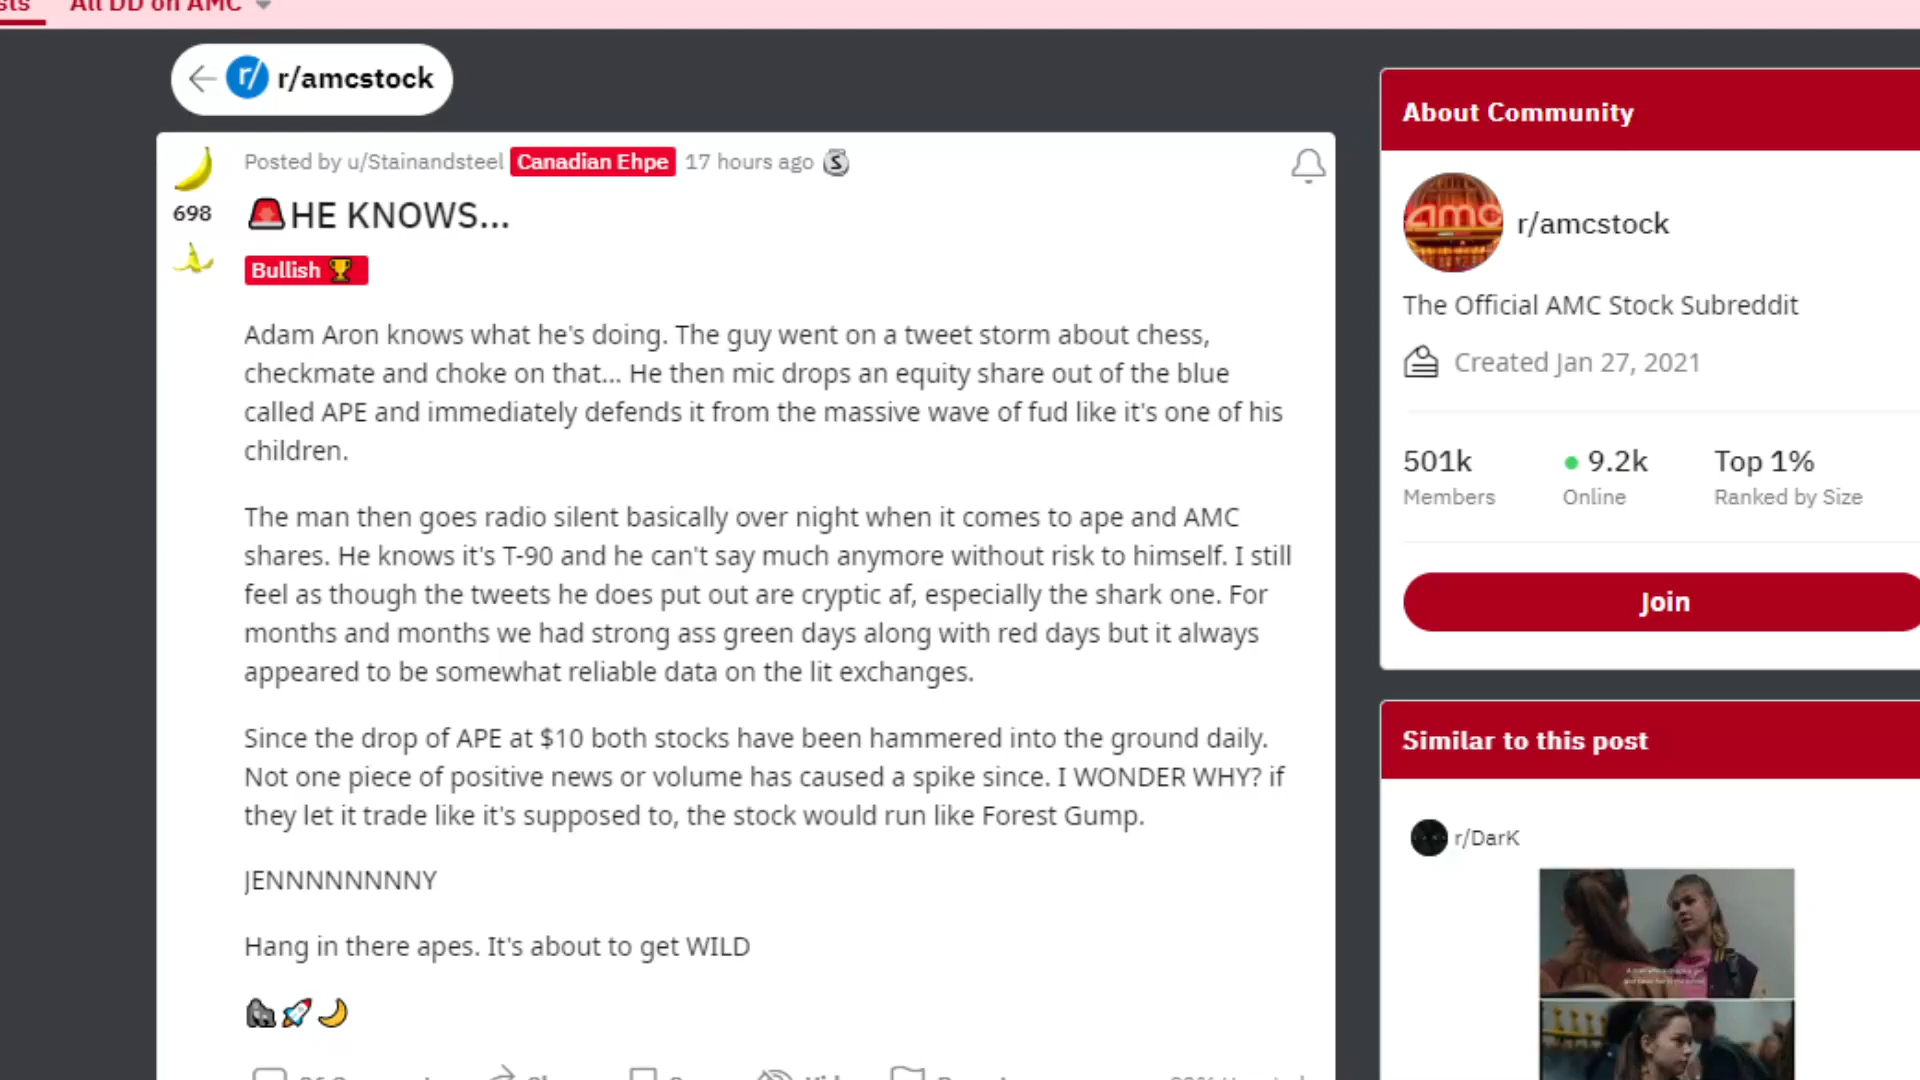 All DD on AMC
r/ r/amcstock
Posted by u/Stainandsteel Canadian Ehpe 17 hours ago S
698
HE KNOWS...
Bullish
Adam Aron knows what he's doing. The guy went on a tweet storm about chess,
checkmate and choke on that... He then mic drops an equity share out of the blue
called APE and immediately defends it from the massive wave of fud like it's one of his
children.
The man then goes radio silent basically over night when it comes to ape and AMC
shares. He knows it's T-90 and he can't say much anymore without risk to himself. I still
feel as though the tweets he does put out are cryptic af, especially the shark one. For
months and months we had strong ass green days along with red days but it always
appeared to be somewhat reliable data on the lit exchanges.
Since the drop of APE at $10 both stocks have been hammered into the ground daily.
Not one piece of positive news or volume has caused a spike since. I WONDER WHY? if
they let it trade like it's supposed to, the stock would run like Forest Gump.
JENNNNNNNNY
Hang in there apes. It's about to get WILD
About Community
amc
r/amcstock
The Official AMC Stock Subreddit
Created Jan 27, 2021
501k 9.2k Top 1%
Members Online Ranked by Size
Join
Similar to this post
r/DarK